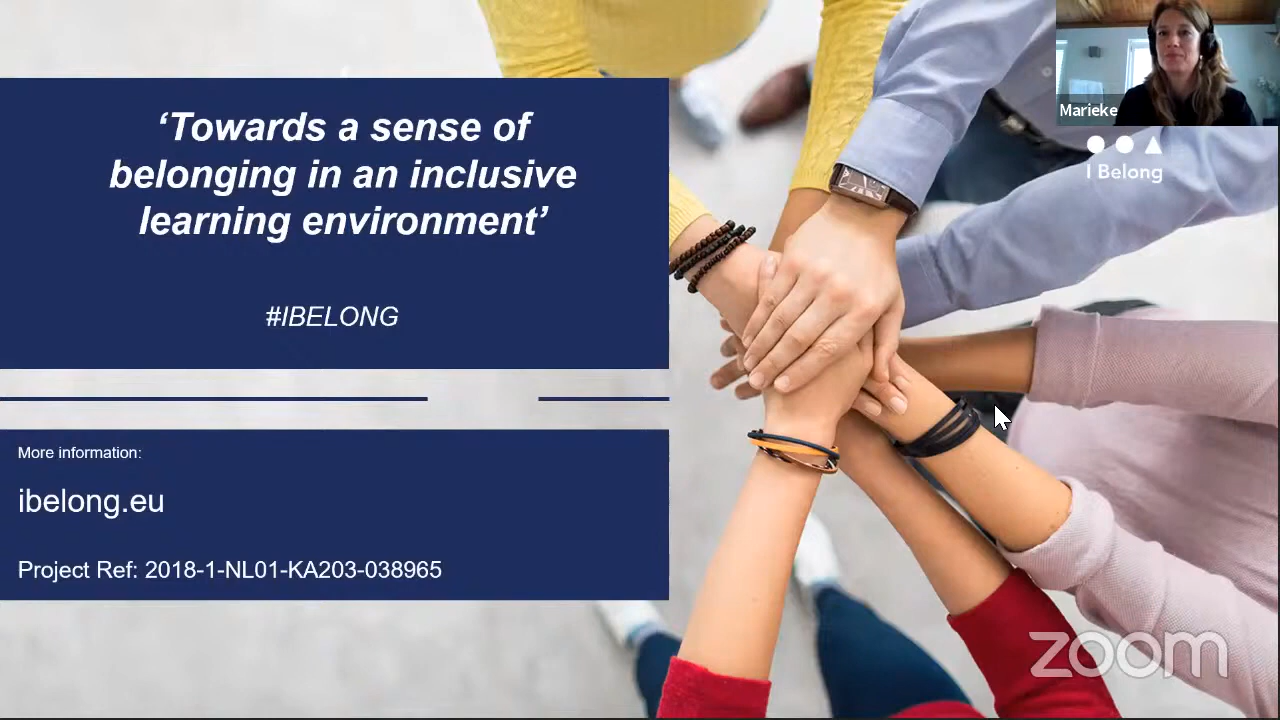 ‘Towards a sense of
belonging in an inclusive
learning environment’
#IBELONG
More information:
ibelong.eu
Project Ref: 2018-1-NL01-KA203-038965
Marieke
I Belong
zoom